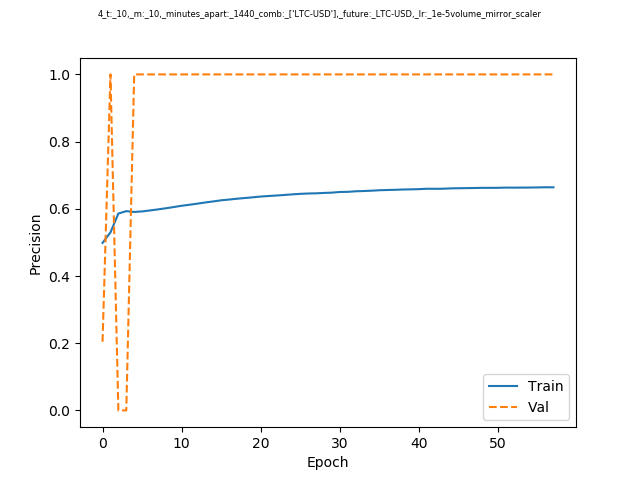 4_t:_10,_m:_10,_minutes_apart:_1440_comb:_['LTC-USD'],_future:_LTC-USD,_lr:_1e-5volume_mirror_scaler
1.0
0.8
0.6
0.4
0.2
0.0
Precision
Train
Val
0 10 20 30 40 50
Epoch